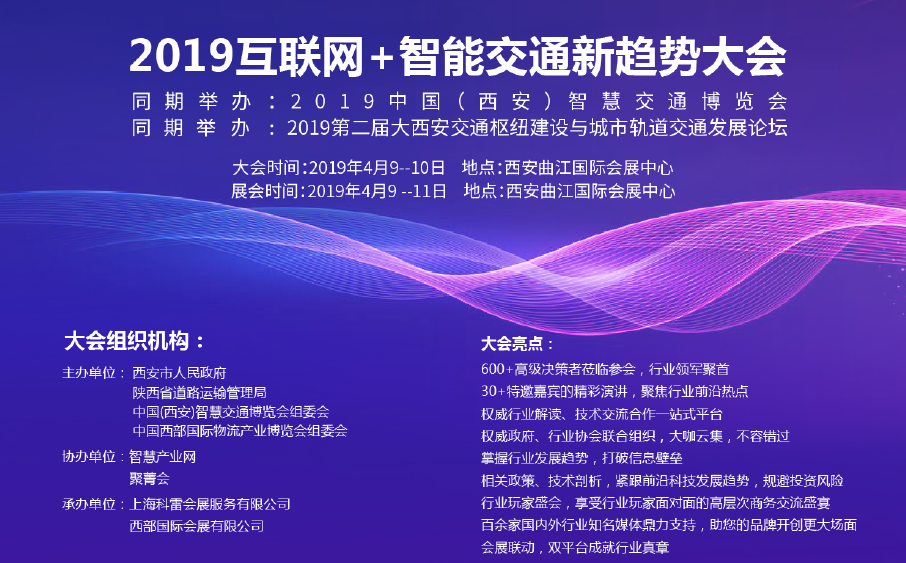 2019互联网+智能交通新趋势大会
同期举办：2019中国(西安)智慧交通博览会
同期举办：2019第二届大西安交通枢纽建设与城市轨道交通发展论坛
大会时间:2019年4月9--10日 地点:西安曲江国际会展中心
展会时间:2019年4月9 --11日 地点:西安曲江国际会展中心
大会组织机构：
主办单位：西安市人民政府
陕西省道路运输管理局
中国(西安)智慧交通博览会组委会
中国西部国际物流产业博览会组委会
协办单位：智慧产业网
聚菁会
承办单位：上海科雷会展服务有限公司
西部国际会展有限公司
大会亮点：
600+高级决策者莅临参会，行业领军聚首
30+特邀嘉宾的精彩演讲，聚焦行业前沿热点
权威行业解读、技术交流合作一站式平台
权威政府、行业协会联合组织，大咖云集，不容错过
掌握行业发展趋势，打破信息壁垒
相关政策、技术剖析，紧跟前沿科技发展趋势，规避投资风险
行业玩家盛会，享受行业玩家面对面的高层次商务交流盛宴
百余家国内外行业知名媒体鼎力支持，助您的品牌开创更大场面
会展联动，双平台成就行业真章